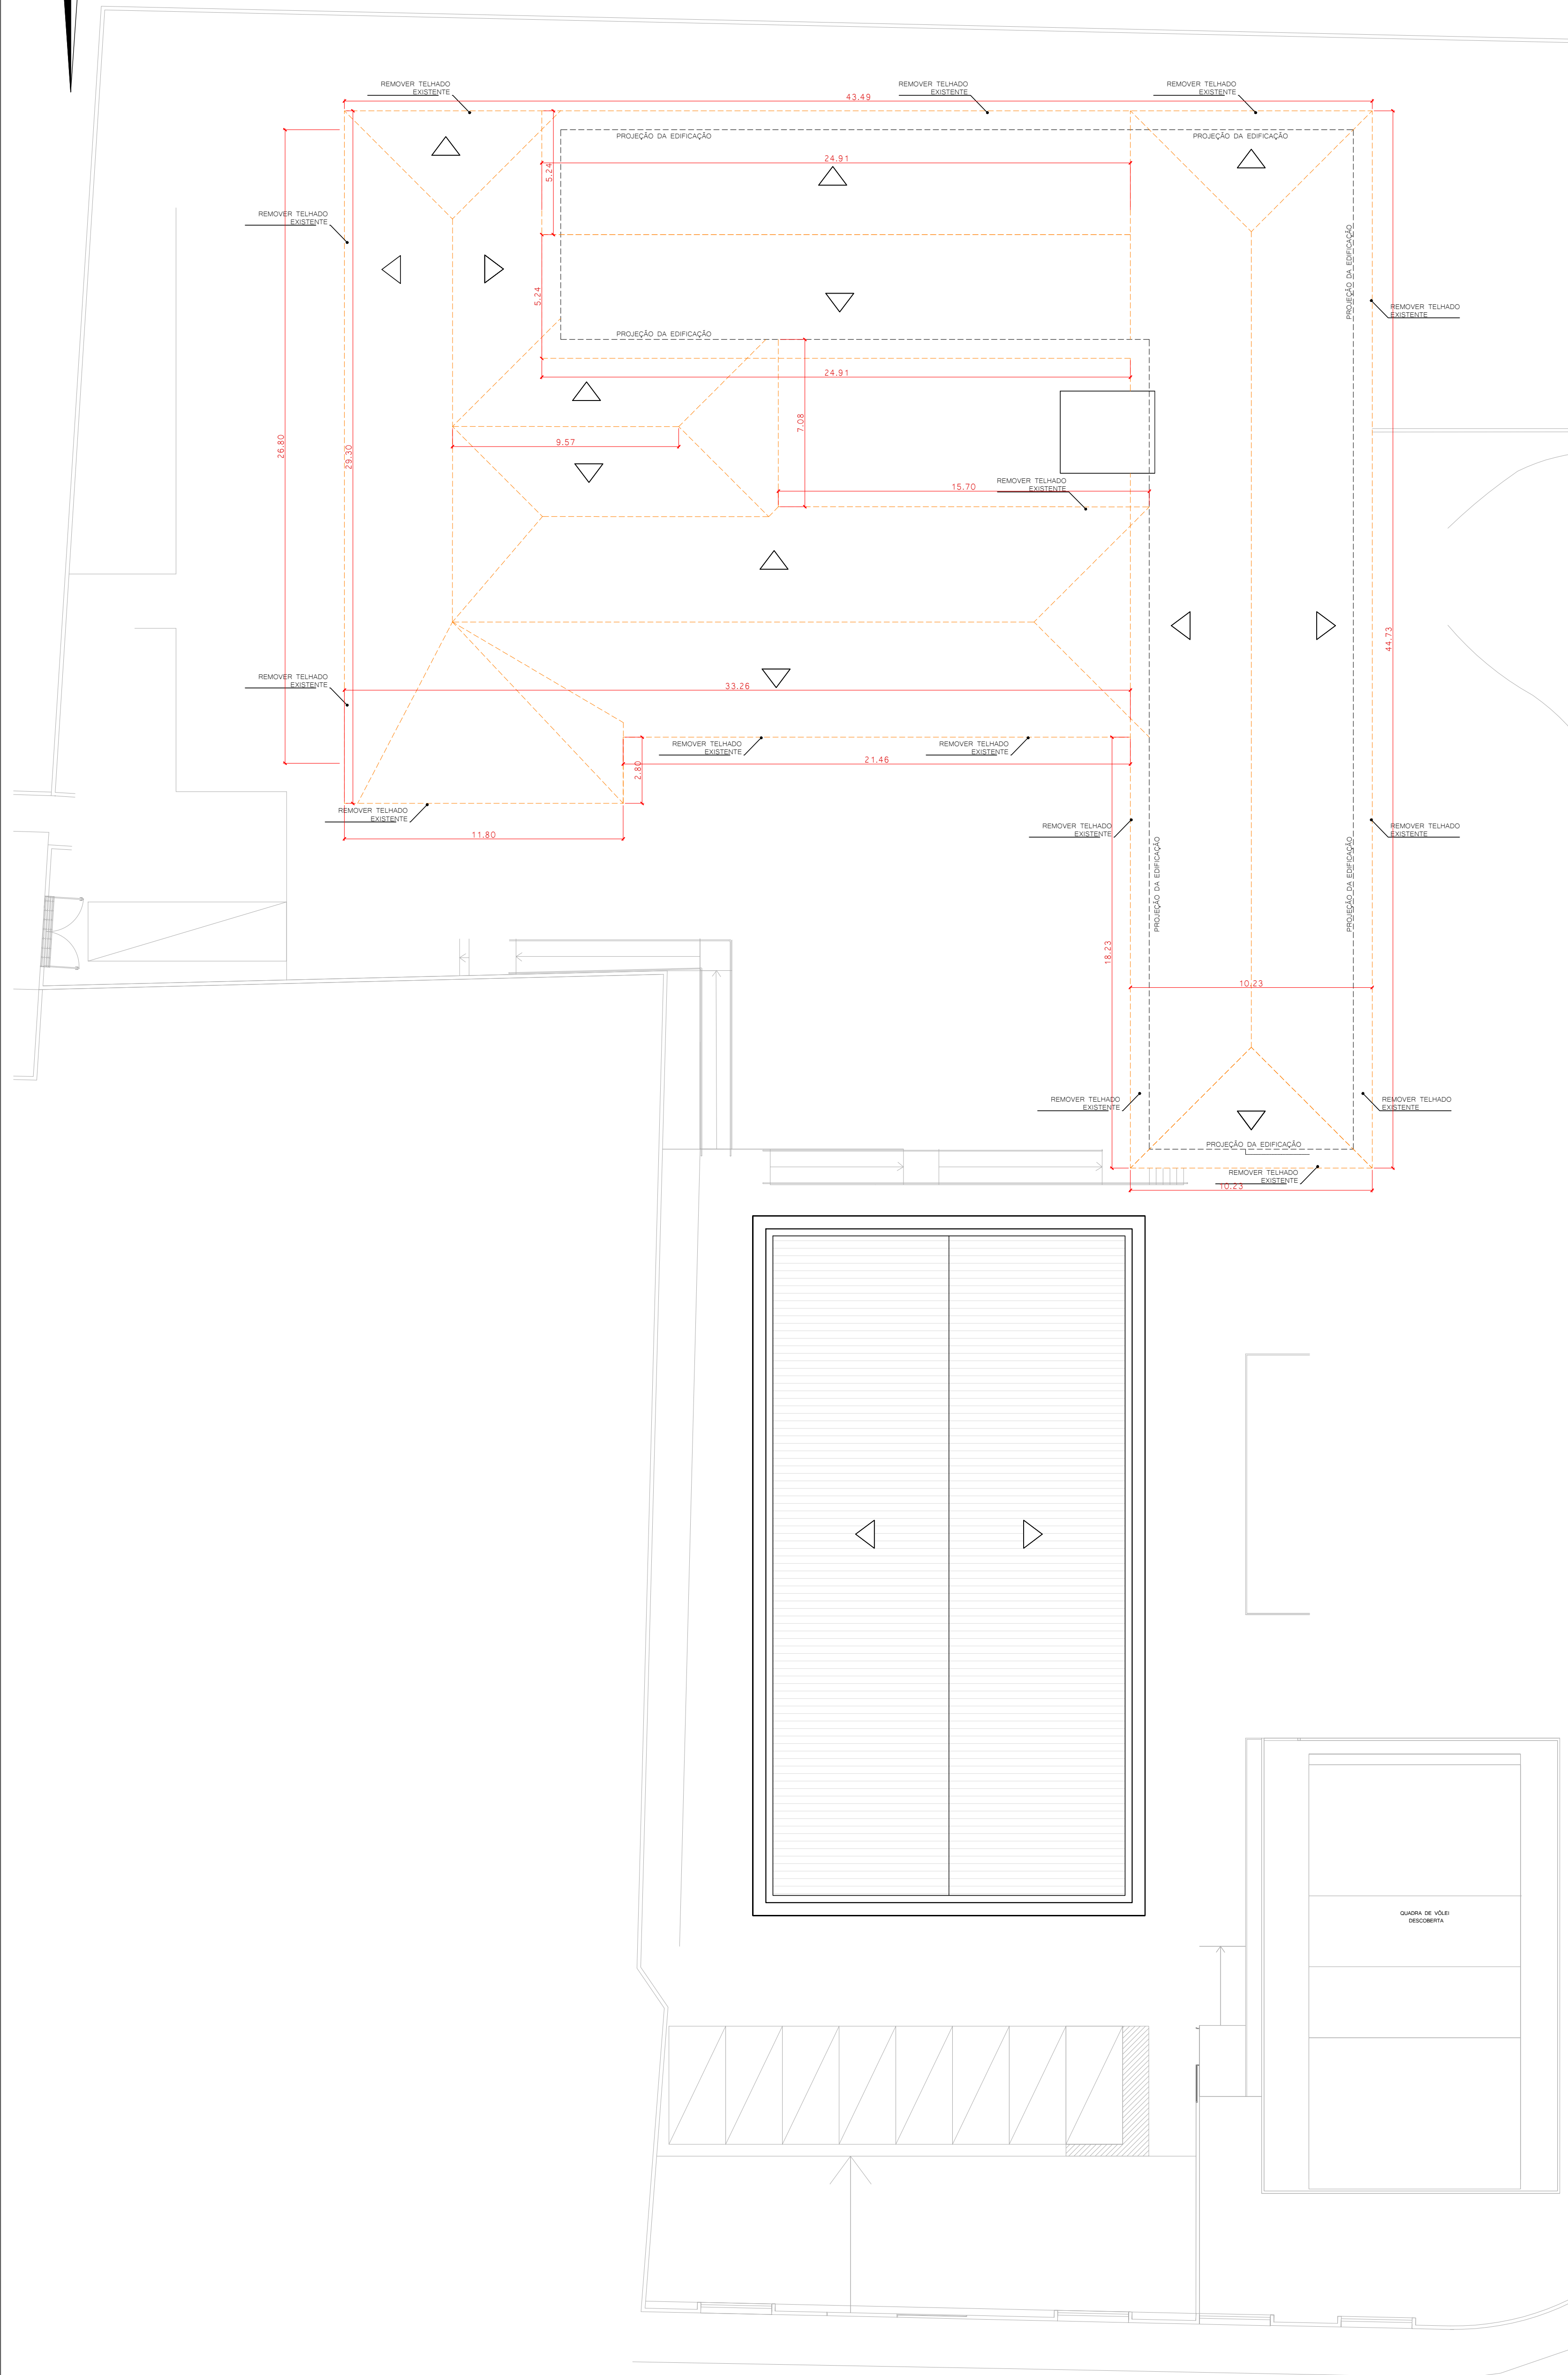 REMOVER TELHADO
EXISTENTE
REMOVER TELHADO
EXISTENTE
REMOVER TELHADO
EXISTENTE
43.49
PROJEÇÃO DA EDIFICAÇÃO
PROJEÇÃO DA EDIFICAÇÃO
24.91
5.24
REMOVER TELHADO
EXISTENTE
PROJEÇÃO DA EDIFICAÇÃO
5.24
REMOVER TELHADO
EXISTENTE
PROJEÇÃO DA EDIFICAÇÃO
24.91
7.08
9.57
26.80
29.30
REMOVER TELHADO
EXISTENTE
15.70
44.73
REMOVER TELHADO
EXISTENTE
33.26
REMOVER TELHADO
EXISTENTE
REMOVER TELHADO
EXISTENTE
21.46
2.80
REMOVER TELHADO
EXISTENTE
11.80
REMOVER TELHADO
EXISTENTE
REMOVER TELHADO
EXISTENTE
PROJEÇÃO DA EDIFICAÇÃO
PROJEÇÃO DA EDIFICAÇÃO
18.23
10.23
REMOVER TELHADO
EXISTENTE
REMOVER TELHADO
EXISTENTE
PROJEÇÃO DA EDIFICAÇÃO
REMOVER TELHADO
EXISTENTE
10.23
QUADRA DE VÔLEI
DESCOBERTA